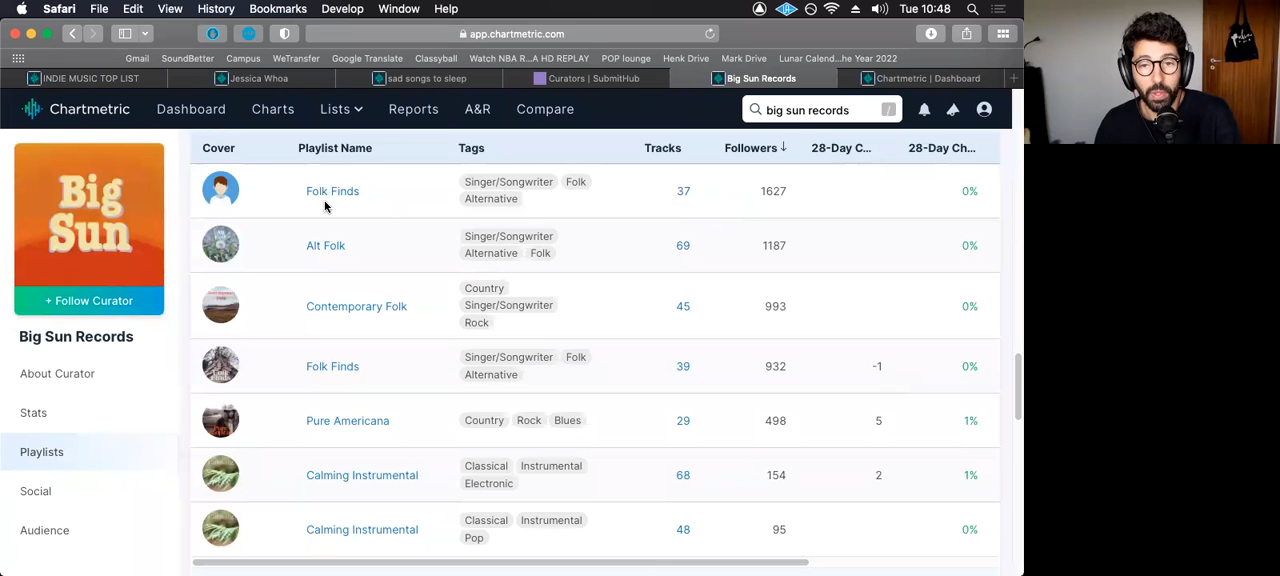 Safari File Edit View History Bookmarks Develop Window Help Tue 10:48
app.chartmetric.com
Gmail SoundBetter Campus WeTransfer Google Translate Classyball Watch NBA R...A HD REPLAY POP lounge Henk Drive Mark Drive Lunar Calend...he Year 2022
INDIE MUSIC TOP LIST Jessica Whoa sad songs to sleep Curators | SubmitHub Big Sun Records Chartmetric | Dashboard
Chartmetric Dashboard Charts Lists Reports A&R Compare big sun records /
Big
Sun
+ Follow Curator
Big Sun Records
About Curator
Stats
Playlists
Social
Audience
Cover Playlist Name Tags Tracks Followers 28-Day C... 28-Day Ch...
Folk Finds Singer/Songwriter Folk 37 1627 0%
Alternative
Alt Folk Singer/Songwriter 69 1187 0%
Alternative Folk
Country
Contemporary Folk Singer/Songwriter 45 993 0%
Rock
Folk Finds Singer/Songwriter Folk 39 932 -1 0%
Alternative
Pure Americana Country Rock Blues 29 498 5 1%
Calming Instrumental Classical Instrumental 68 154 2 1%
Electronic
Calming Instrumental Classical Instrumental 48 95 0%
Pop